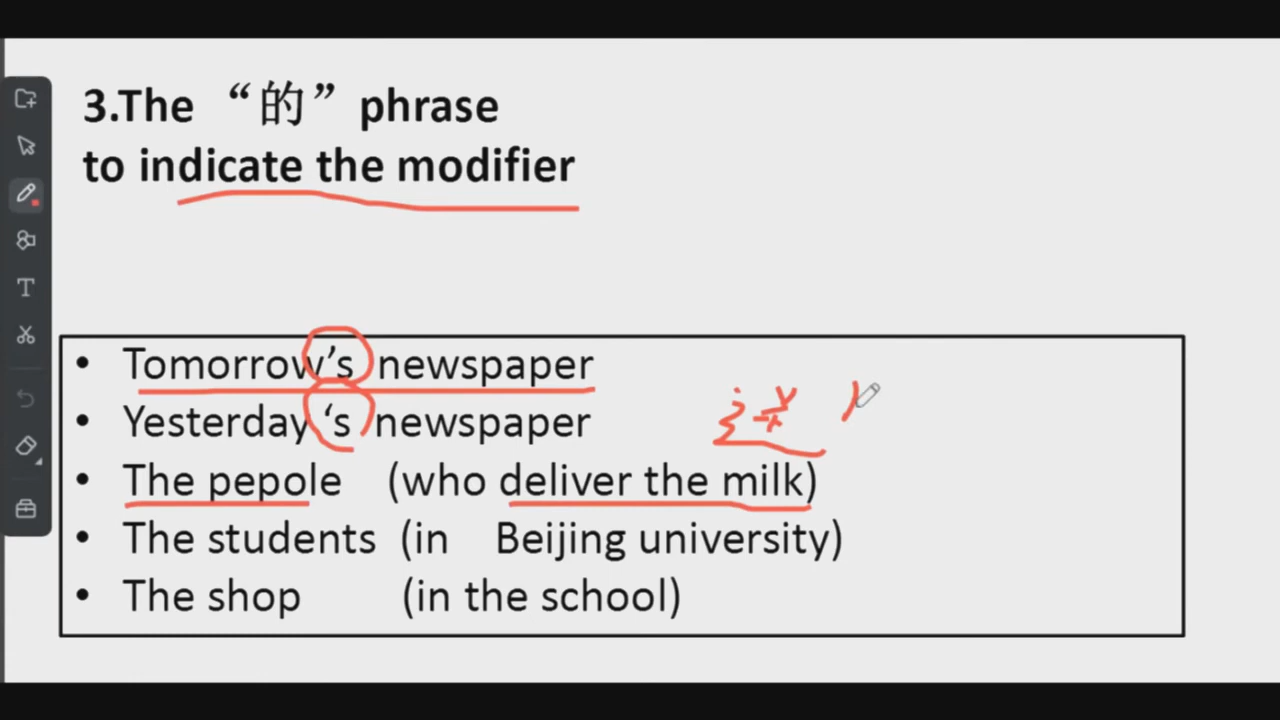 3.The “的” phrase
to indicate the modifier
• Tomorrow’s newspaper
• Yesterday ‘s newspaper
• The pepole (who deliver the milk)
• The students (in Beijing university)
• The shop (in the school)